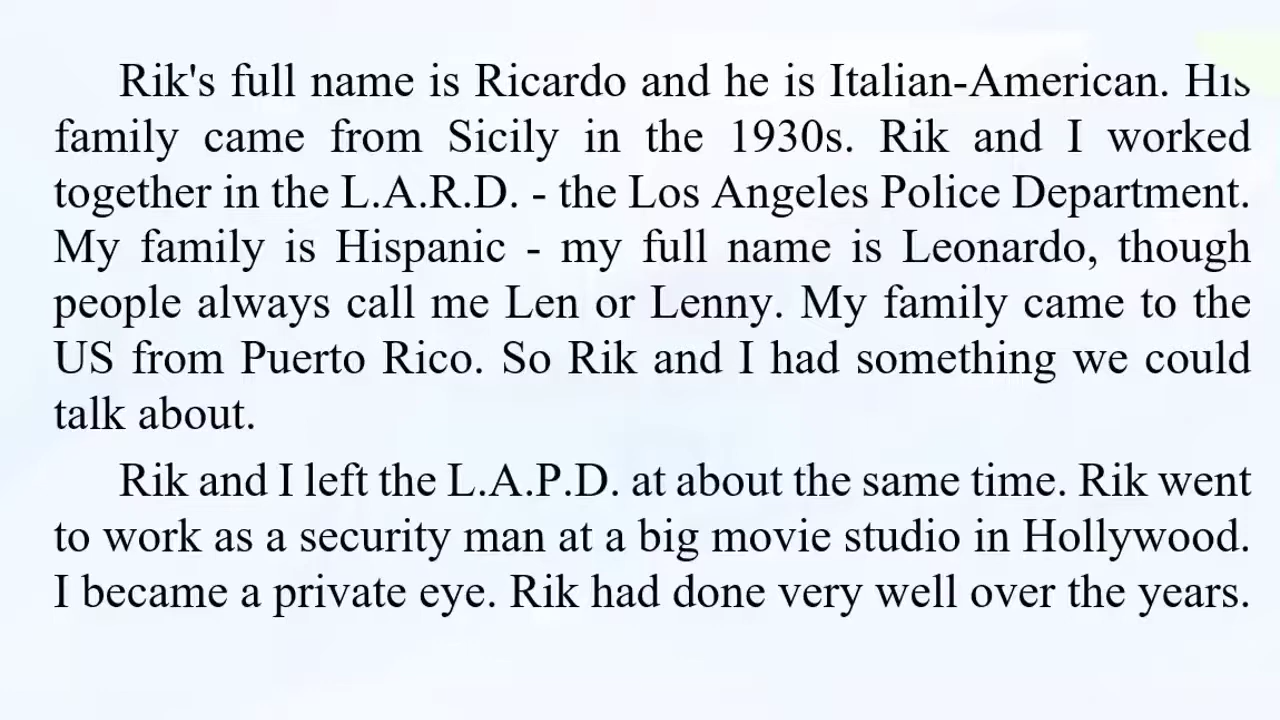 Rik's full name is Ricardo and he is Italian-American. His
family came from Sicily in the 1930s. Rik and I worked
together in the L.A.R.D. - the Los Angeles Police Department.
My family is Hispanic - my full name is Leonardo, though
people always call me Len or Lenny. My family came to the
US from Puerto Rico. So Rik and I had something we could
talk about.
Rik and I left the L.A.P.D. at about the same time. Rik went
to work as a security man at a big movie studio in Hollywood.
I became a private eye. Rik had done very well over the years.